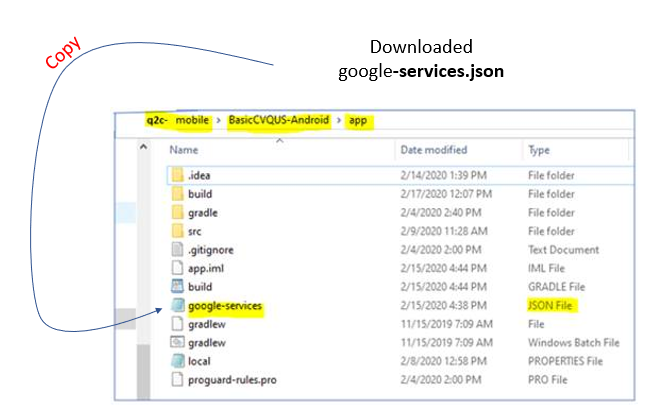 Copy
Downloaded
google-services.json
q2c- mobile > BasicCVQUS-Android > app
Name Date modified Type
.idea 2/14/2020 1:39 PM File folder
build 2/17/2020 12:07 PM File folder
gradle 2/4/2020 2:40 PM File folder
src 2/9/2020 11:28 AM File folder
.gitignore 2/4/2020 2:00 PM Text Document
app.iml 2/15/2020 4:44 PM IML File
build 2/15/2020 4:44 PM GRADLE File
google-services 2/15/2020 4:38 PM JSON File
gradlew 11/15/2019 7:09 AM File
gradlew 11/15/2019 7:09 AM Windows Batch File
local 2/8/2020 12:58 PM PROPERTIES File
proguard-rules.pro 2/4/2020 2:00 PM PRO File